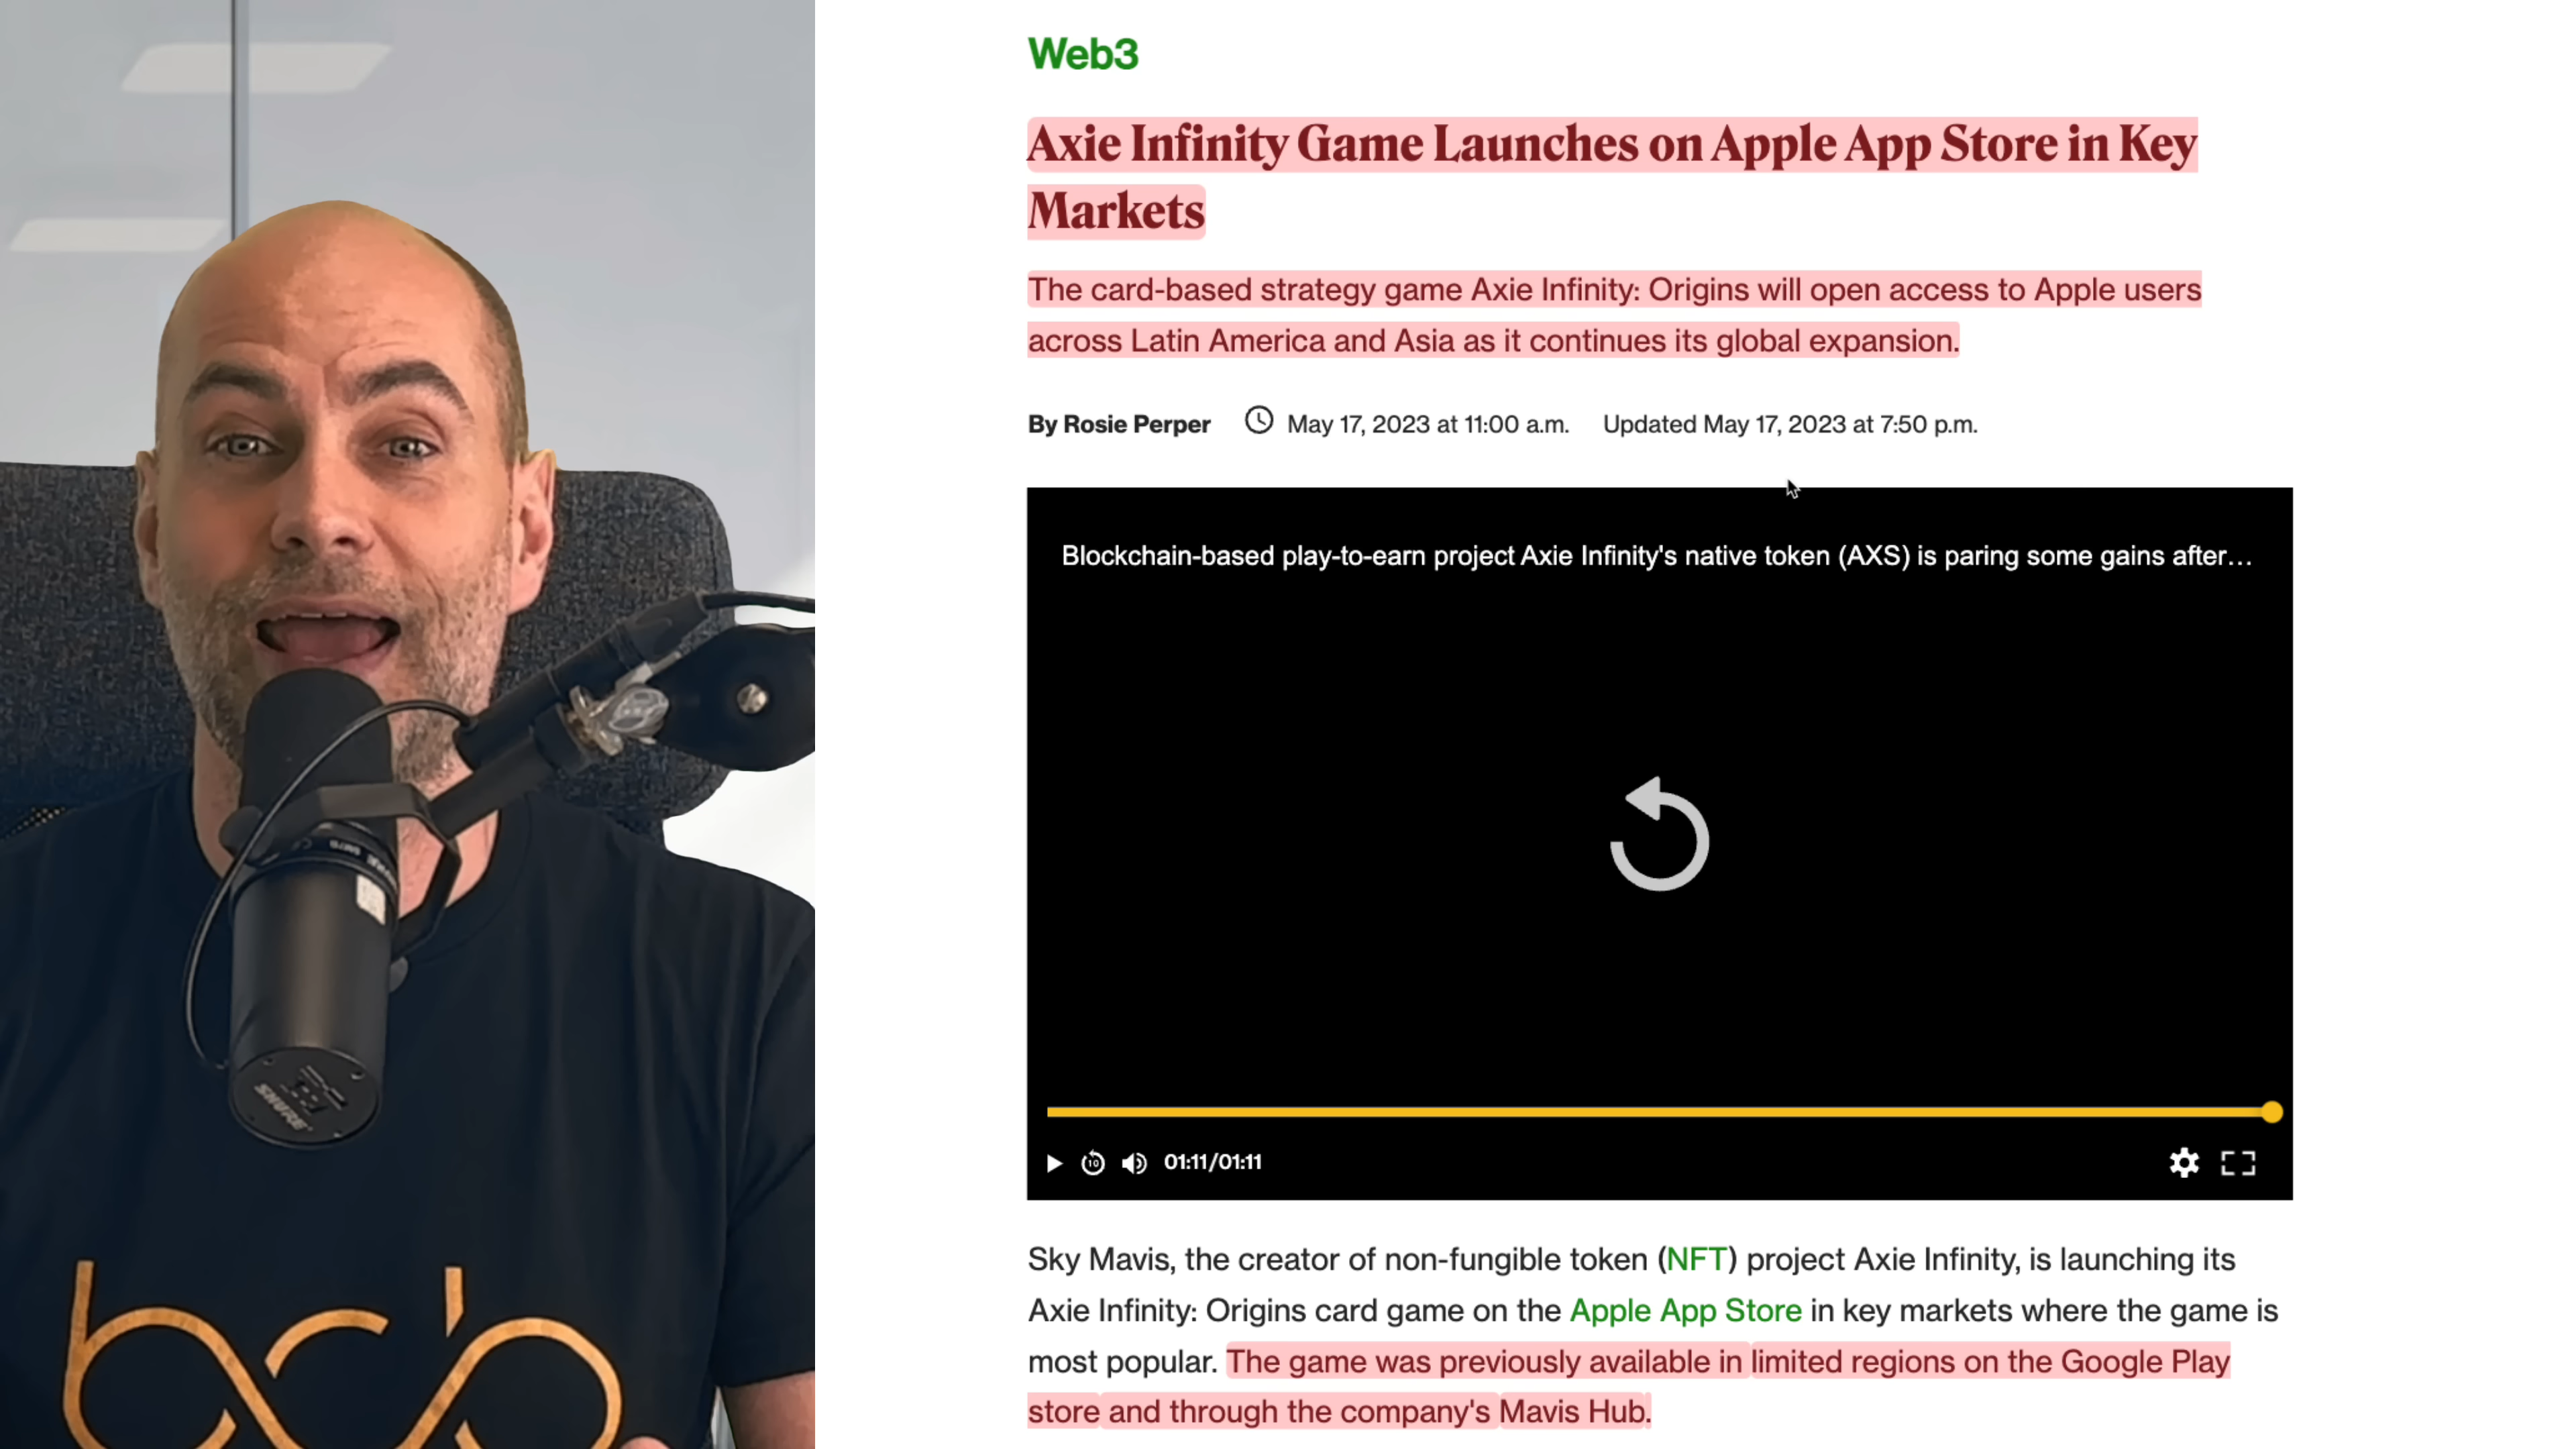 Web3
Axie Infinity Game Launches on Apple App Store in Key
Markets
The card-based strategy game Axie Infinity: Origins will open access to Apple users
across Latin America and Asia as it continues its global expansion.
By Rosie Perper May 17, 2023 at 11:00 a.m. Updated May 17, 2023 at 7:50 p.m.
Blockchain-based play-to-earn project Axie Infinity's native token (AXS) is paring some gains after...
10
01:11/01:11
Sky Mavis, the creator of non-fungible token (NFT) project Axie Infinity, is launching its
Axie Infinity: Origins card game on the Apple App Store in key markets where the game is
most popular. The game was previously available in limited regions on the Google Play
store and through the company's Mavis Hub.
SM7B
SHURE
bcb